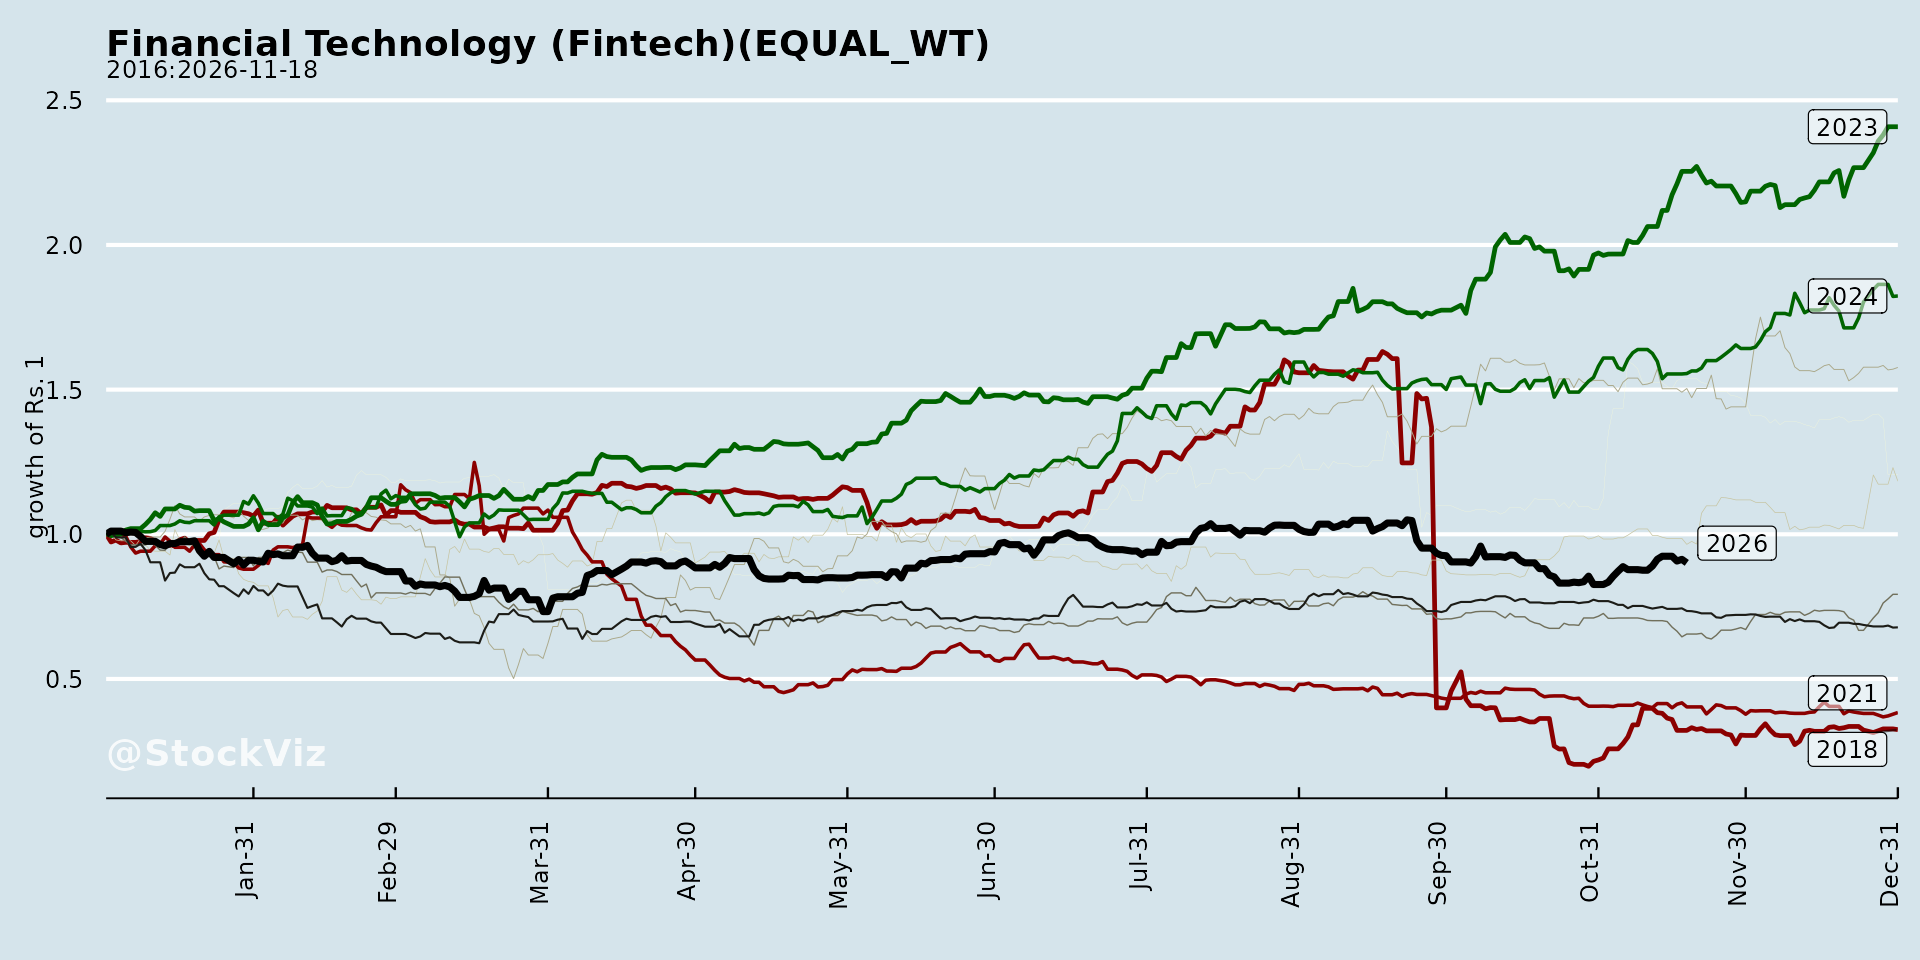 Financial Technology (Fintech)(EQUAL_WT)
2016:2026-11-18
growth of Rs. 1
2.5
2.0
1.5
1.0
0.5
2023
2024
2026
2021
2018
@StockViz
Jan-31
Feb-29
Mar-31
Apr-30
May-31
Jun-30
Jul-31
Aug-31
Sep-30
Oct-31
Nov-30
Dec-31